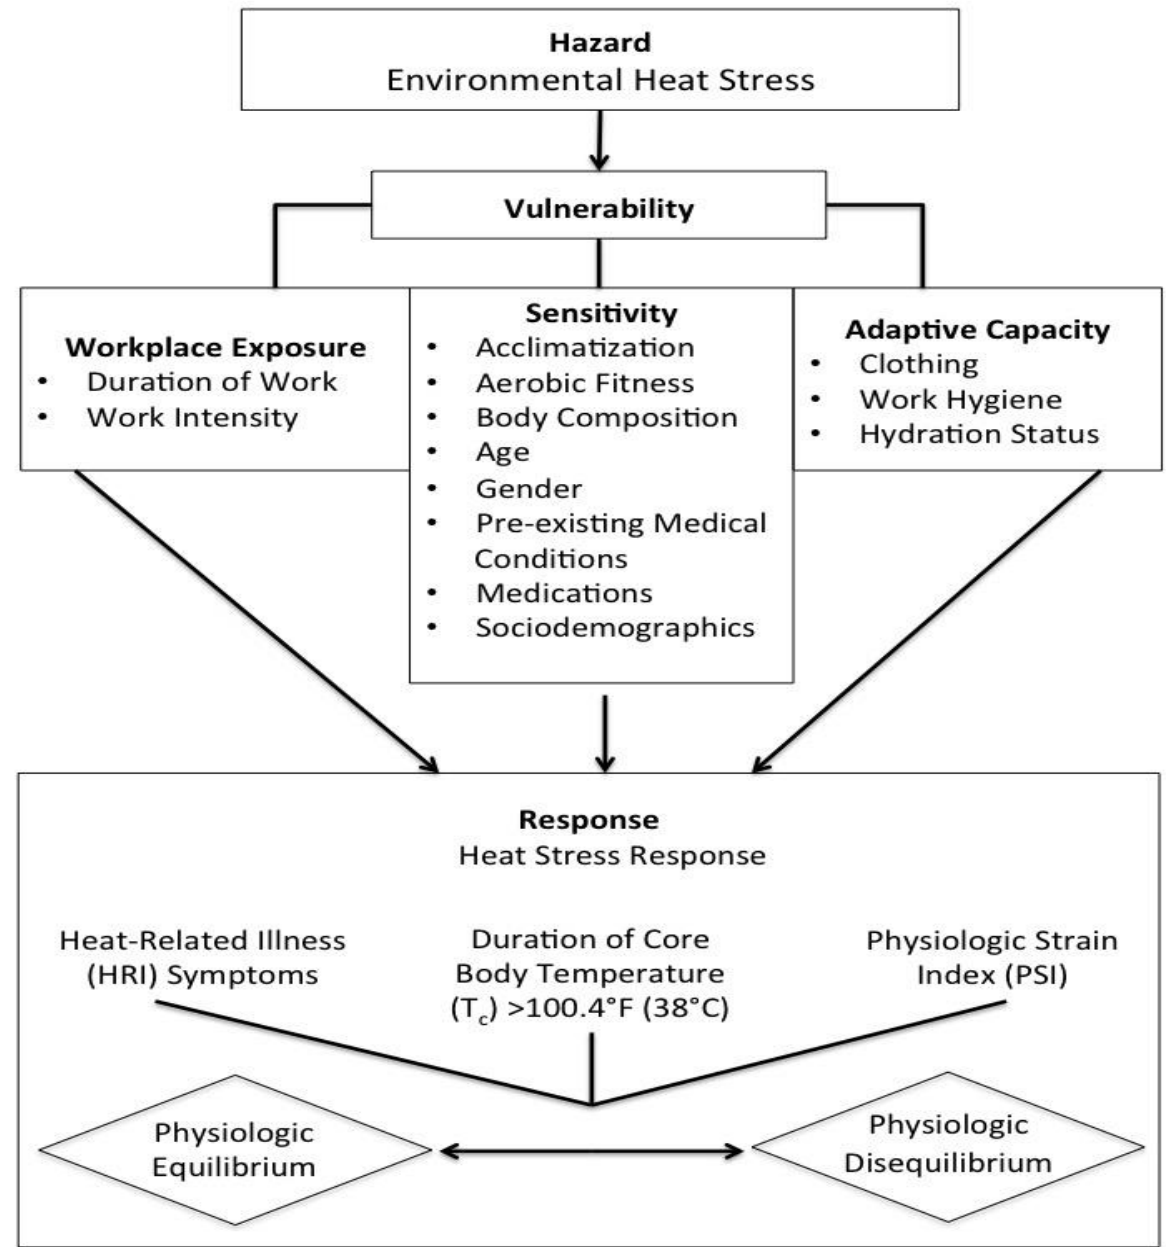 Hazard
Environmental Heat Stress
Vulnerability
Workplace Exposure
• Duration of Work
• Work Intensity
Sensitivity
• Acclimatization
• Aerobic Fitness
• Body Composition
• Age
• Gender
• Pre-existing Medical
Conditions
• Medications
• Sociodemographics
Adaptive Capacity
• Clothing
• Work Hygiene
• Hydration Status
Response
Heat Stress Response
Heat-Related Illness
(HRI) Symptoms
Duration of Core
Body Temperature
(Tc) >100.4°F (38°C)
Physiologic Strain
Index (PSI)
Physiologic
Equilibrium
Physiologic
Disequilibrium